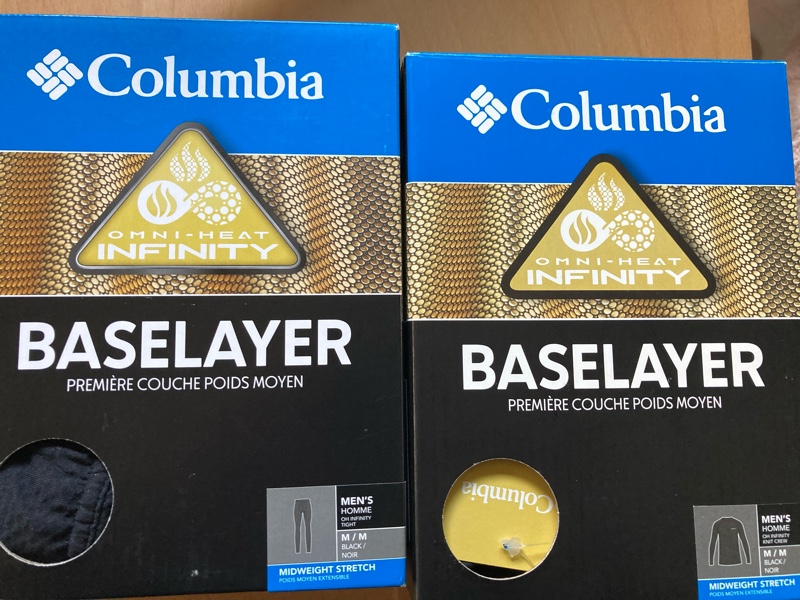 Columbia
OMNI-HEAT
INFINITY
BASELAYER
PREMIÈRE COUCHE POIDS MOYEN
MEN'S
HOMME
OH INFINITY
TIGHT
M / M
BLACK /
NOIR
MIDWEIGHT STRETCH
POIDS MOYEN EXTENSIBLE
Columbia
OMNI-HEAT
INFINITY
BASELAYER
PREMIÈRE COUCHE POIDS MOYEN
Columbia
MEN'S
HOMME
OH INFINITY
KNIT CREW
M / M
BLACK /
NOIR
MIDWEIGHT STRETCH
POIDS MOYEN EXTENSIBLE